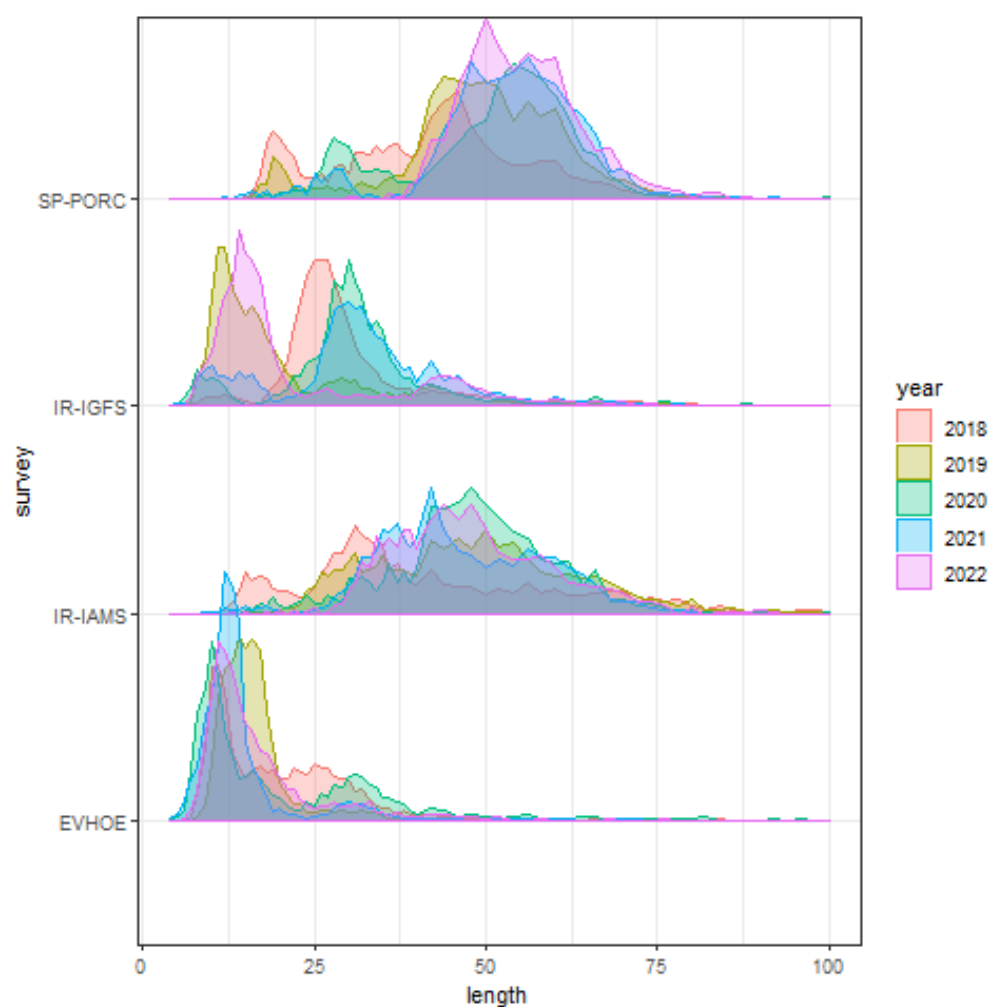 SP-PORC
IR-IGFS
IR-IAMS
EVHOE
survey
0 25 50 75 100
length
year
2018
2019
2020
2021
2022